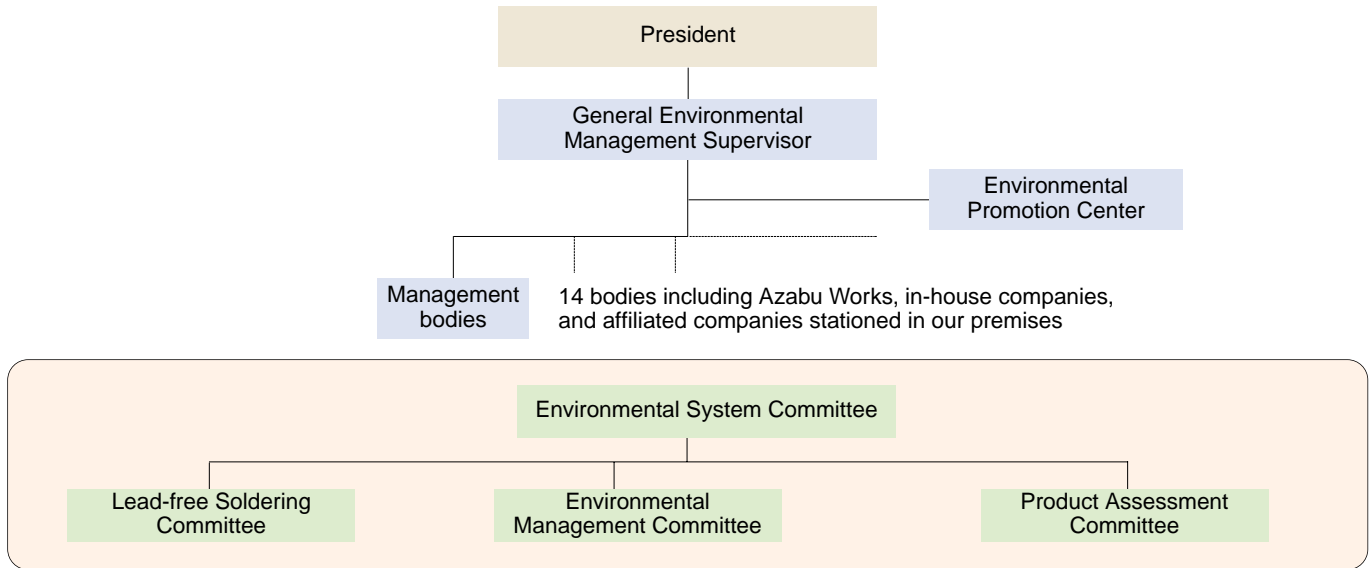 President
General Environmental
Management Supervisor
Environmental
Promotion Center
Management
bodies
14 bodies including Azabu Works, in-house companies,
and affiliated companies stationed in our premises
Environmental System Committee
Lead-free Soldering
Committee
Environmental
Management Committee
Product Assessment
Committee